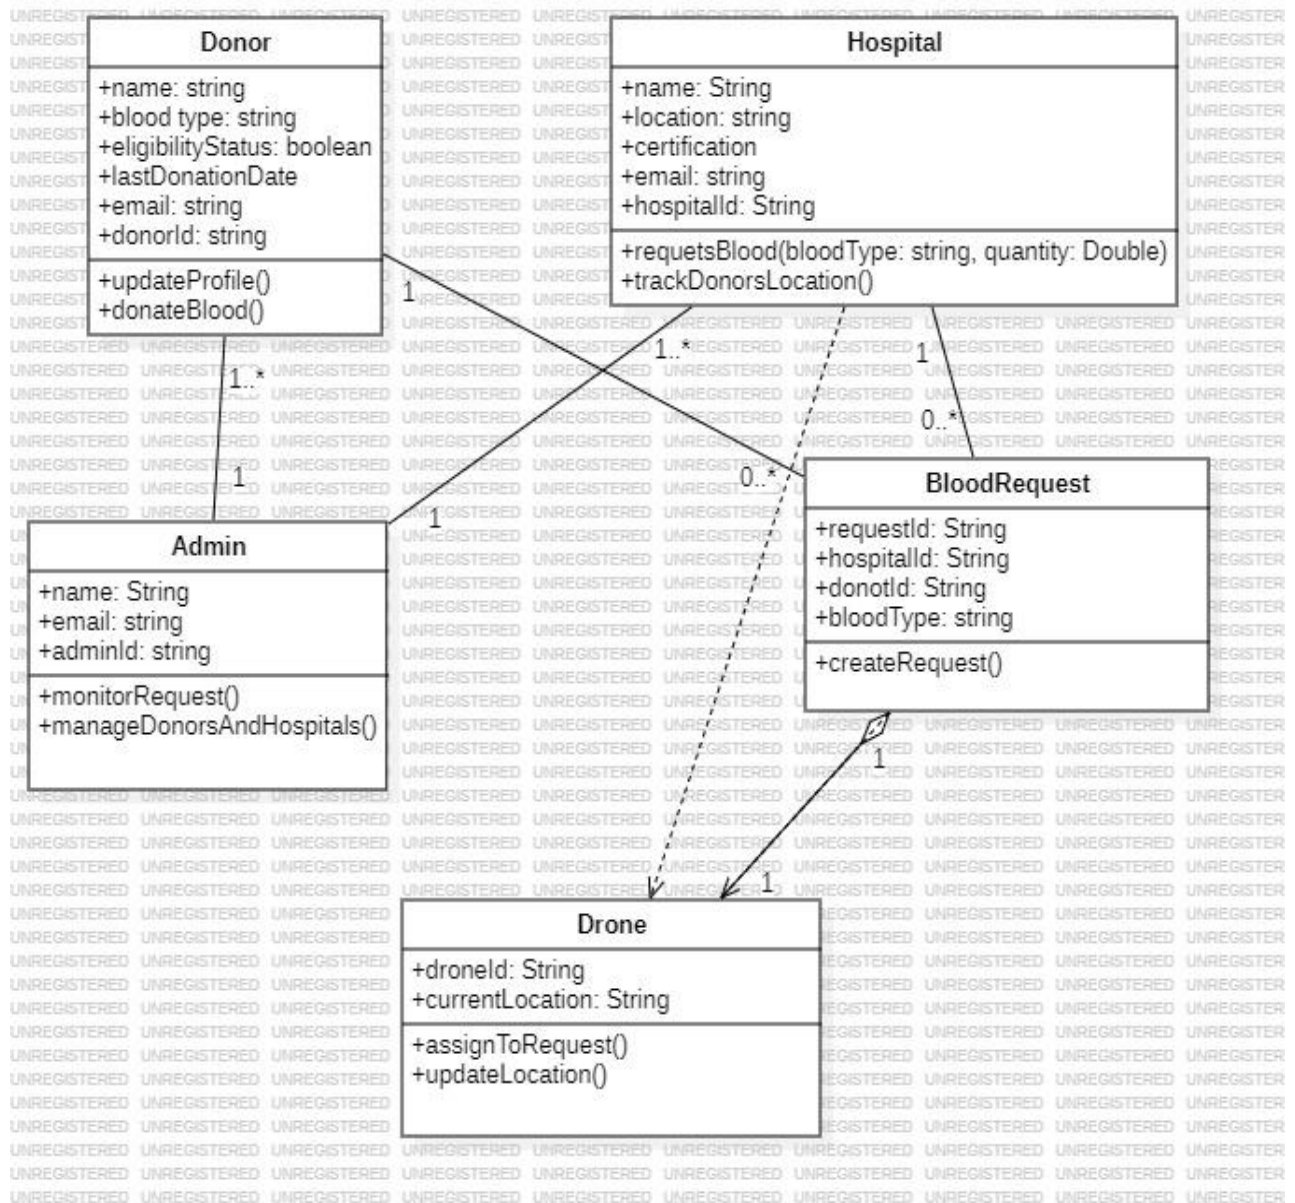 Donor
+name: string
+blood type: string
+eligibilityStatus: boolean
+lastDonationDate
+email: string
+donorId: string
+updateProfile()
+donateBlood()
Hospital
+name: String
+location: string
+certification
+email: string
+hospitalId: String
+requetsBlood(bloodType: string, quantity: Double)
+trackDonorsLocation()
1
1..*
1
0..*
1..*
1
0..*
1
Admin
+name: String
+email: string
+adminId: string
+monitorRequest()
+manageDonorsAndHospitals()
BloodRequest
+requestId: String
+hospitalId: String
+donotId: String
+bloodType: string
+createRequest()
1
1
Drone
+droneId: String
+currentLocation: String
+assignToRequest()
+updateLocation()
UNREGISTERED